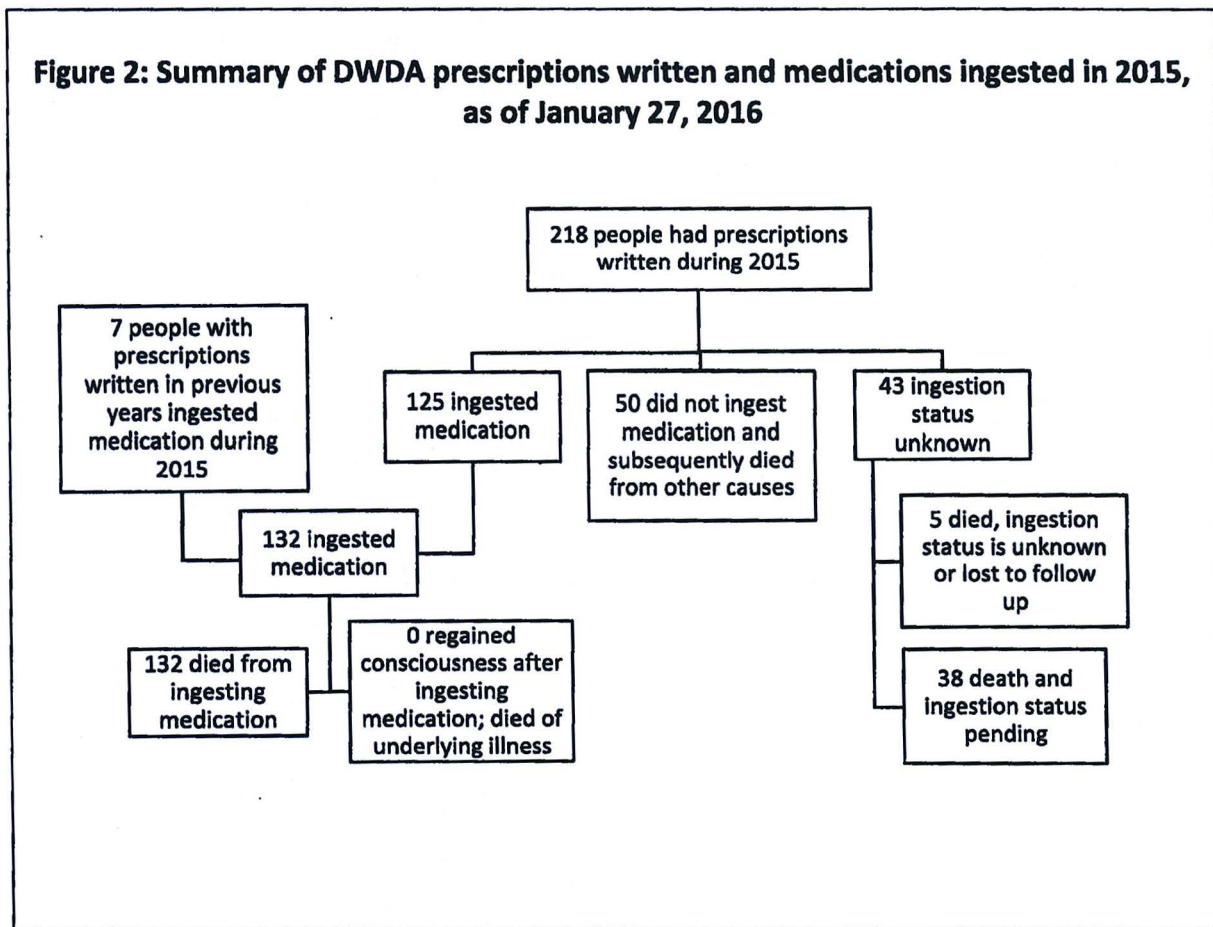 Figure 2: Summary of DWDA prescriptions written and medications ingested in 2015,
as of January 27, 2016
218 people had prescriptions
written during 2015
7 people with
prescriptions
written in previous
years ingested
medication during
2015
125 ingested
medication
50 did not ingest
medication and
subsequently died
from other causes
43 ingestion
status
unknown
132 ingested
medication
5 died, ingestion
status is unknown
or lost to follow
up
132 died from
ingesting
medication
0 regained
consciousness after
ingesting
medication; died of
underlying illness
38 death and
ingestion status
pending